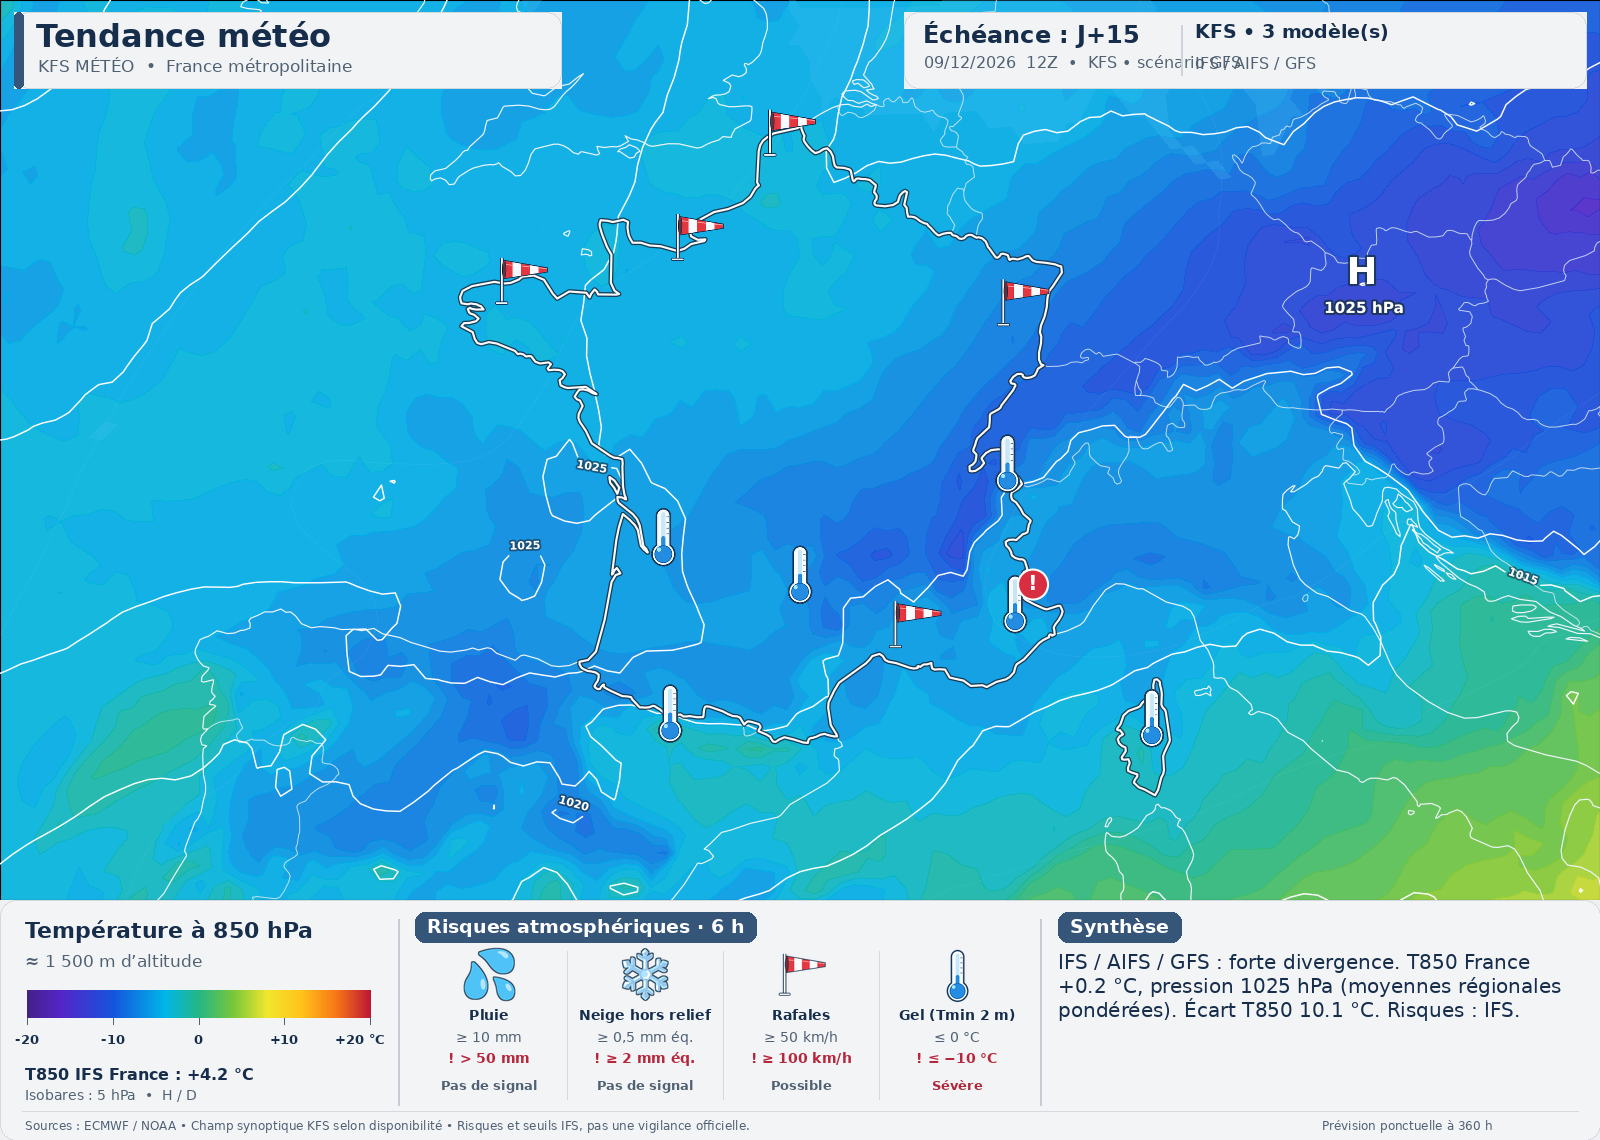 Tendance météo
KFS MÉTÉO • France métropolitaine
Échéance : J+15
09/12/2026 12Z • KFS • scénario GFS
KFS • 3 modèle(s)
IFS / AIFS / GFS
H
1025 hPa
1025
1025
1015
1020
!
Température à 850 hPa
≈ 1 500 m d’altitude
-20 -10 0 +10 +20 °C
T850 IFS France : +4.2 °C
Isobares : 5 hPa • H / D
Risques atmosphériques · 6 h
Pluie
≥ 10 mm
! > 50 mm
Pas de signal
Neige hors relief
≥ 0,5 mm éq.
! ≥ 2 mm éq.
Pas de signal
Rafales
≥ 50 km/h
! ≥ 100 km/h
Possible
Gel (Tmin 2 m)
≤ 0 °C
! ≤ −10 °C
Sévère
Synthèse
IFS / AIFS / GFS : forte divergence. T850 France
+0.2 °C, pression 1025 hPa (moyennes régionales
pondérées). Écart T850 10.1 °C. Risques : IFS.
Sources : ECMWF / NOAA • Champ synoptique KFS selon disponibilité • Risques et seuils IFS, pas une vigilance officielle.
Prévision ponctuelle à 360 h